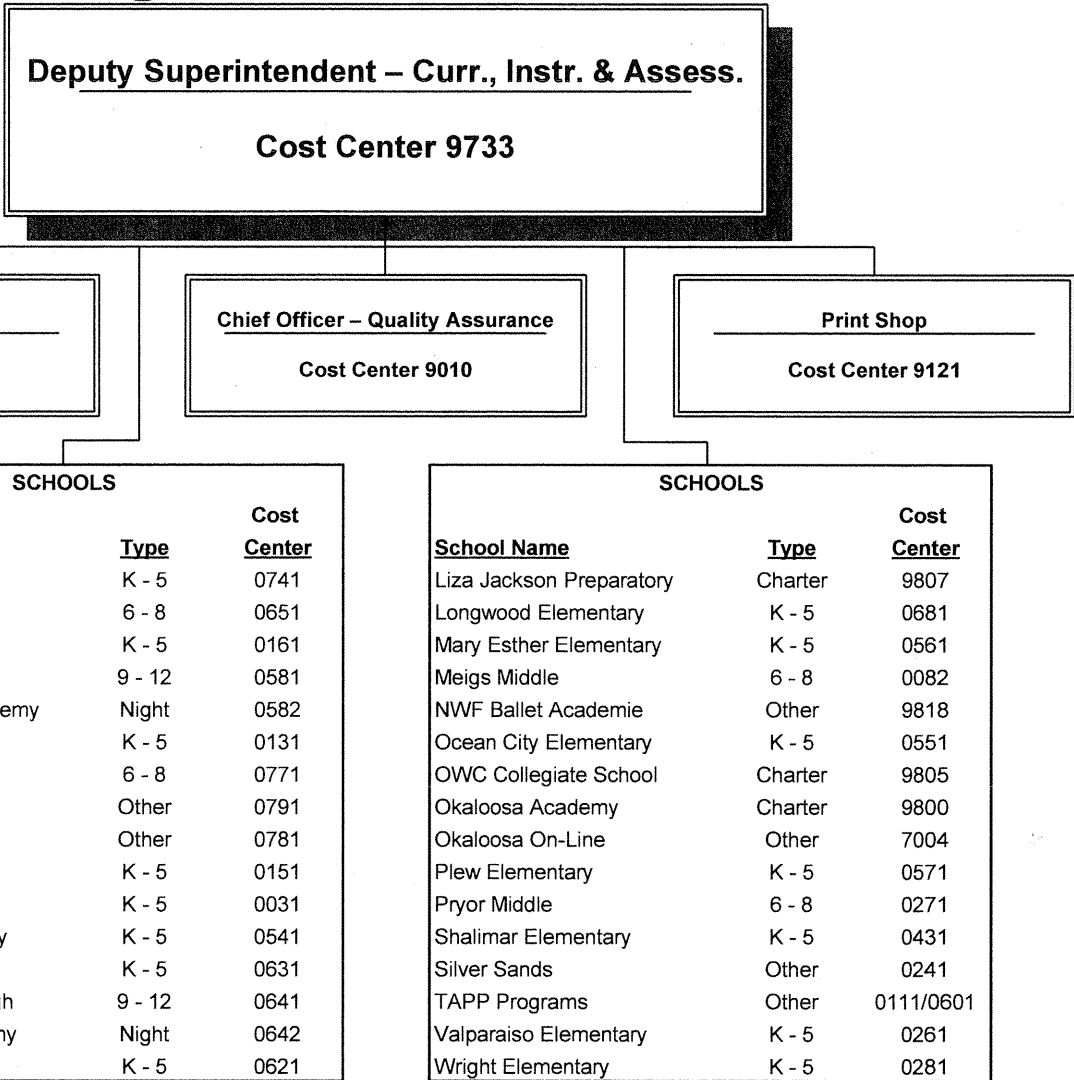 Deputy Superintendent – Curr., Instr. & Assess.
Cost Center 9733
Chief Officer – Quality Assurance
Cost Center 9010
Print Shop
Cost Center 9121
SCHOOLS
Cost
Type Center
K - 5 0741
6 - 8 0651
K - 5 0161
9 - 12 0581
emy Night 0582
K - 5 0131
6 - 8 0771
Other 0791
Other 0781
K - 5 0151
K - 5 0031
y K - 5 0541
K - 5 0631
h 9 - 12 0641
ny Night 0642
K - 5 0621
SCHOOLS
Cost
School Name Type Center
Liza Jackson Preparatory Charter 9807
Longwood Elementary K - 5 0681
Mary Esther Elementary K - 5 0561
Meigs Middle 6 - 8 0082
NWF Ballet Academie Other 9818
Ocean City Elementary K - 5 0551
OWC Collegiate School Charter 9805
Okaloosa Academy Charter 9800
Okaloosa On-Line Other 7004
Plew Elementary K - 5 0571
Pryor Middle 6 - 8 0271
Shalimar Elementary K - 5 0431
Silver Sands Other 0241
TAPP Programs Other 0111/0601
Valparaiso Elementary K - 5 0261
Wright Elementary K - 5 0281